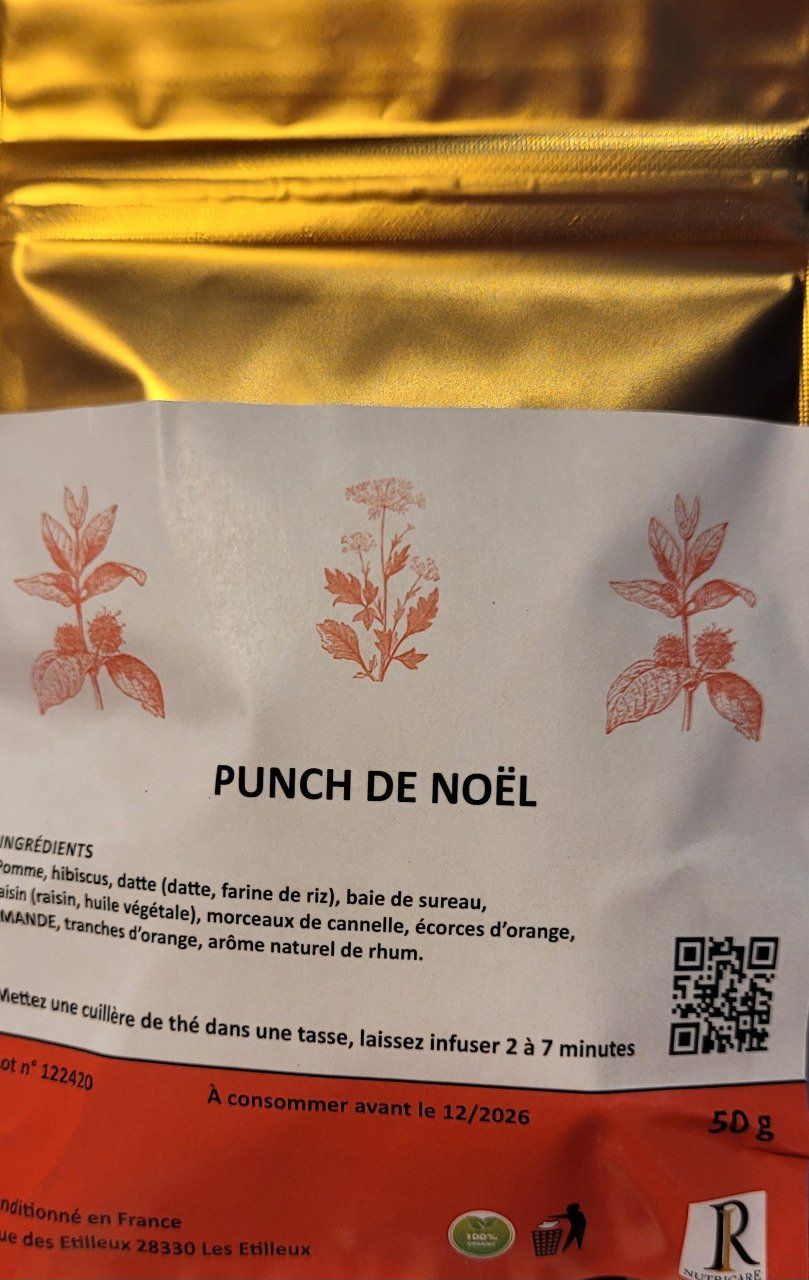 PUNCH DE NOËL
INGRÉDIENTS
Pomme, hibiscus, datte (datte, farine de riz), baie de sureau,
aisin (raisin, huile végétale), morceaux de cannelle, écorces d'orange,
MANDE, tranches d'orange, arôme naturel de rhum.
Mettez une cuillère de thé dans une tasse, laissez infuser 2 à 7 minutes
ot n° 122420
À consommer avant le 12/2026
50 g
nditionné en France
ue des Etilleux 28330 Les Etilleux
100%
ORGANIC
R
NUTRICARE